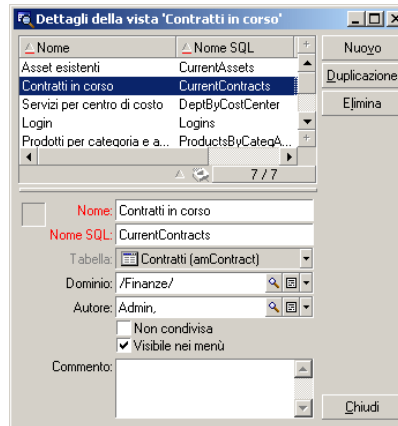 Dettagli della vista 'Contratti in corso'
Nome Nome SQL
Asset esistenti CurrentAssets
Contratti in corso CurrentContracts
Servizi per centro di costo DeptByCostCenter
Login Logins
Prodotti per categoria e a... ProductsByCategA...
7/7
Nuovo
Duplicazione
Elimina
Nome: Contratti in corso
Nome SQL: CurrentContracts
Tabella: Contratti (amContract)
Dominio: /Finanze/
Autore: Admin,
Non condivisa
Visibile nei menù
Commento:
Chiudi